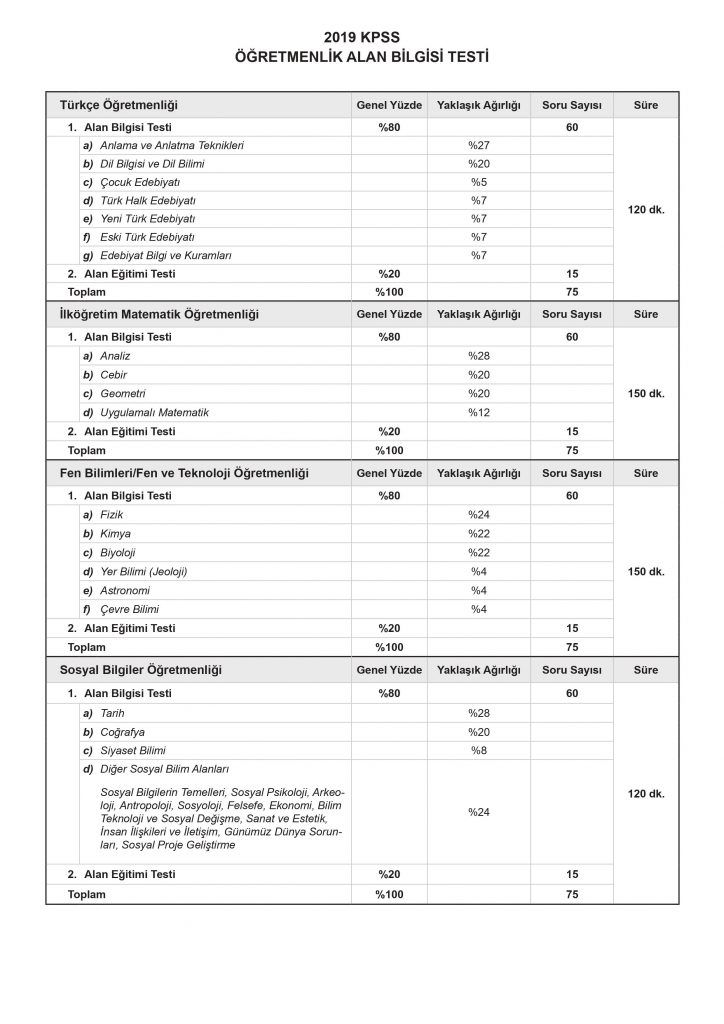 2019 KPSS
ÖĞRETMENLİK ALAN BİLGİSİ TESTİ
Türkçe Öğretmenliği Genel Yüzde Yaklaşık Ağırlığı Soru Sayısı Süre
1. Alan Bilgisi Testi %80 60
a) Anlama ve Anlatma Teknikleri %27
b) Dil Bilgisi ve Dil Bilimi %20
c) Çocuk Edebiyatı %5
d) Türk Halk Edebiyatı %7
120 dk.
e) Yeni Türk Edebiyatı %7
f) Eski Türk Edebiyatı %7
g) Edebiyat Bilgi ve Kuramları %7
2. Alan Eğitimi Testi %20 15
Toplam %100 75
İlköğretim Matematik Öğretmenliği Genel Yüzde Yaklaşık Ağırlığı Soru Sayısı Süre
1. Alan Bilgisi Testi %80 60
a) Analiz %28
b) Cebir %20
c) Geometri %20 150 dk.
d) Uygulamalı Matematik %12
2. Alan Eğitimi Testi %20 15
Toplam %100 75
Fen Bilimleri/Fen ve Teknoloji Öğretmenliği Genel Yüzde Yaklaşık Ağırlığı Soru Sayısı Süre
1. Alan Bilgisi Testi %80 60
a) Fizik %24
b) Kimya %22
c) Biyoloji %22
d) Yer Bilimi (Jeoloji) %4 150 dk.
e) Astronomi %4
f) Çevre Bilimi %4
2. Alan Eğitimi Testi %20 15
Toplam %100 75
Sosyal Bilgiler Öğretmenliği Genel Yüzde Yaklaşık Ağırlığı Soru Sayısı Süre
1. Alan Bilgisi Testi %80 60
a) Tarih %28
b) Coğrafya %20
c) Siyaset Bilimi %8
d) Diğer Sosyal Bilim Alanları
Sosyal Bilgilerin Temelleri, Sosyal Psikoloji, Arkeo- 120 dk.
loji, Antropoloji, Sosyoloji, Felsefe, Ekonomi, Bilim
Teknoloji ve Sosyal Değişme, Sanat ve Estetik, %24
İnsan İlişkileri ve İletişim, Günümüz Dünya Sorun-
ları, Sosyal Proje Geliştirme
2. Alan Eğitimi Testi %20 15
Toplam %100 75